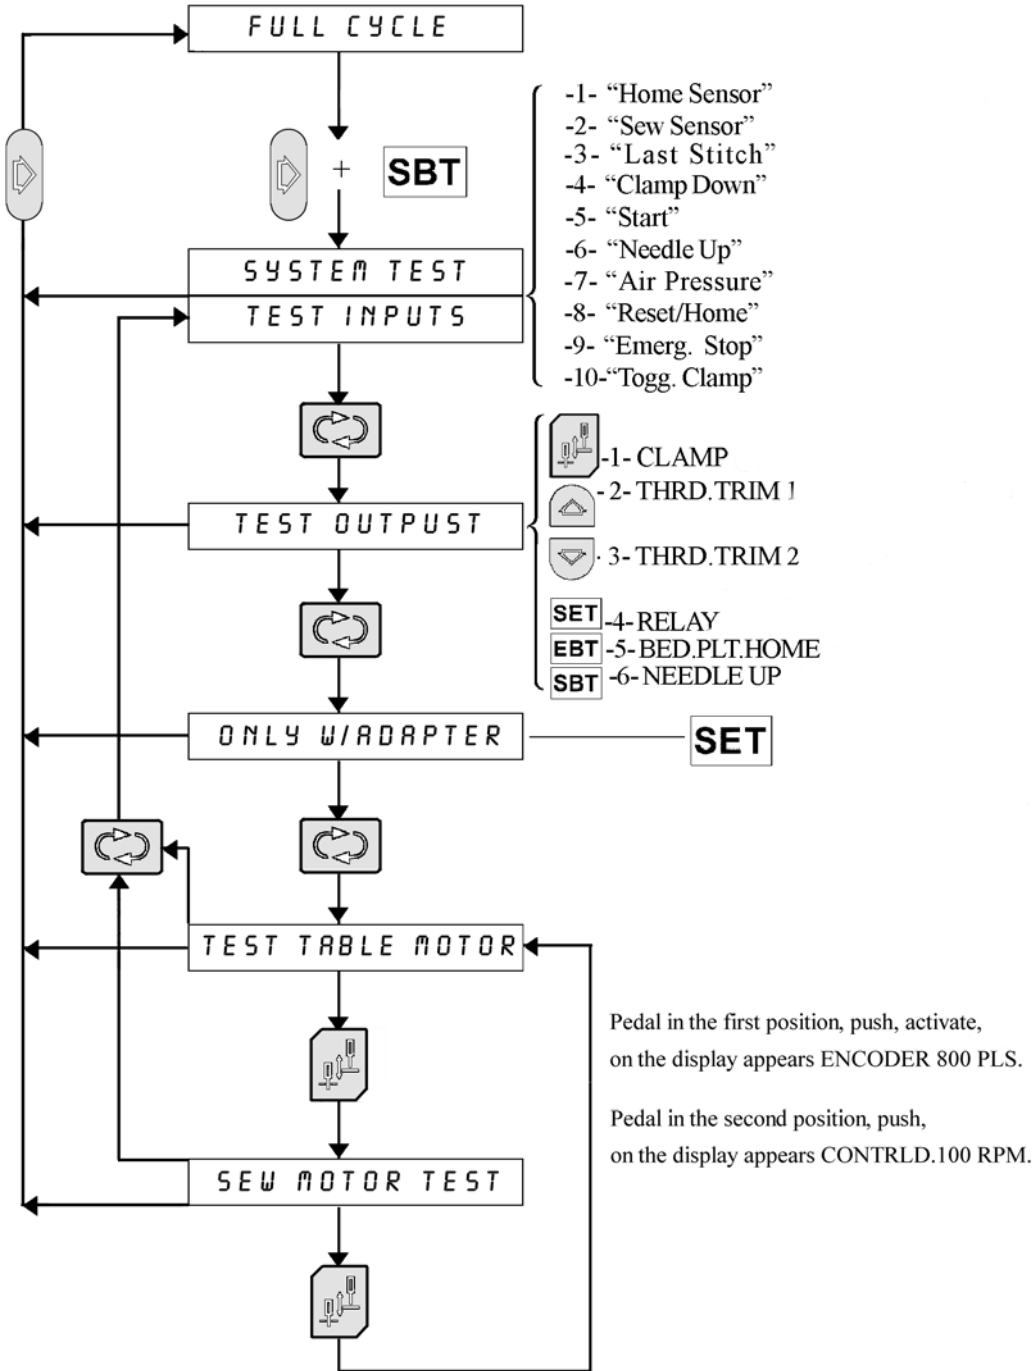 FULL CYCLE
-1- “Home Sensor”
-2- “Sew Sensor”
-3- “Last Stitch”
-4- “Clamp Down”
-5- “Start”
-6- “Needle Up”
-7- “Air Pressure”
-8- “Reset/Home”
-9- “Emerg. Stop”
-10-“Togg. Clamp”
+ SBT
SYSTEM TEST
TEST INPUTS
-1- CLAMP
- 2- THRD.TRIM 1
. 3- THRD.TRIM 2
SET -4- RELAY
EBT -5- BED.PLT.HOME
SBT -6- NEEDLE UP
TEST OUTPUST
ONLY W/ADAPTER
SET
TEST TABLE MOTOR
Pedal in the first position, push, activate,
on the display appears ENCODER 800 PLS.
Pedal in the second position, push,
on the display appears CONTRLD.100 RPM.
SEW MOTOR TEST